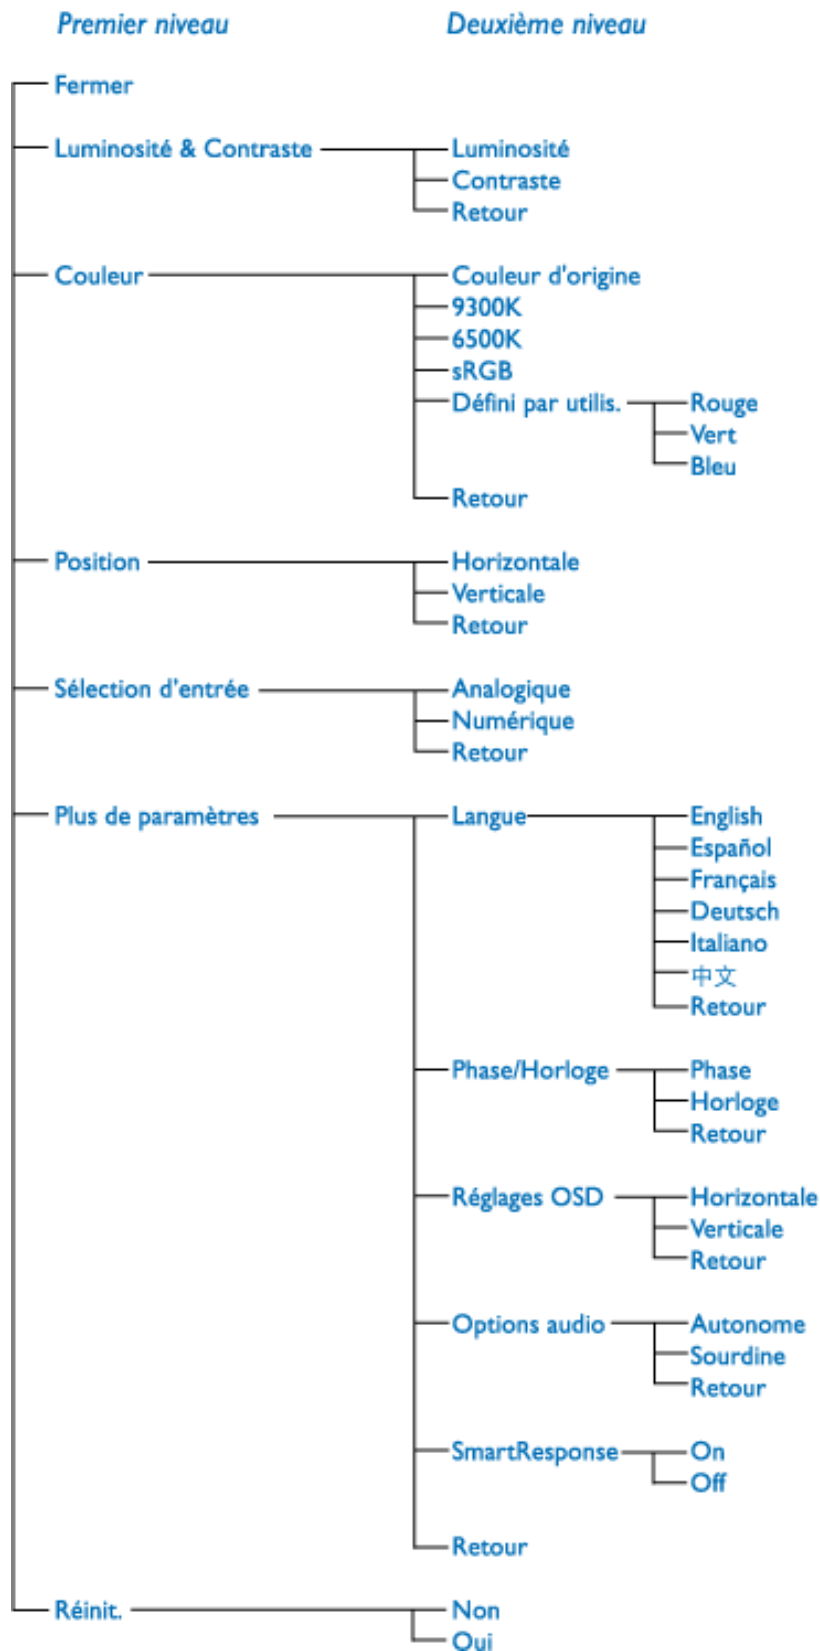 Premier niveau Deuxième niveau
Fermer
Luminosité & Contraste Luminosité
Contraste
Retour
Couleur Couleur d'origine
9300K
6500K
sRGB
Défini par utilis. Rouge
Vert
Bleu
Retour
Position Horizontale
Verticale
Retour
Sélection d'entrée Analogique
Numérique
Retour
Plus de paramètres Langue English
Español
Français
Deutsch
Italiano
中文
Retour
Phase/Horloge Phase
Horloge
Retour
Réglages OSD Horizontale
Verticale
Retour
Options audio Autonome
Sourdine
Retour
SmartResponse On
Off
Retour
Réinit. Non
Oui